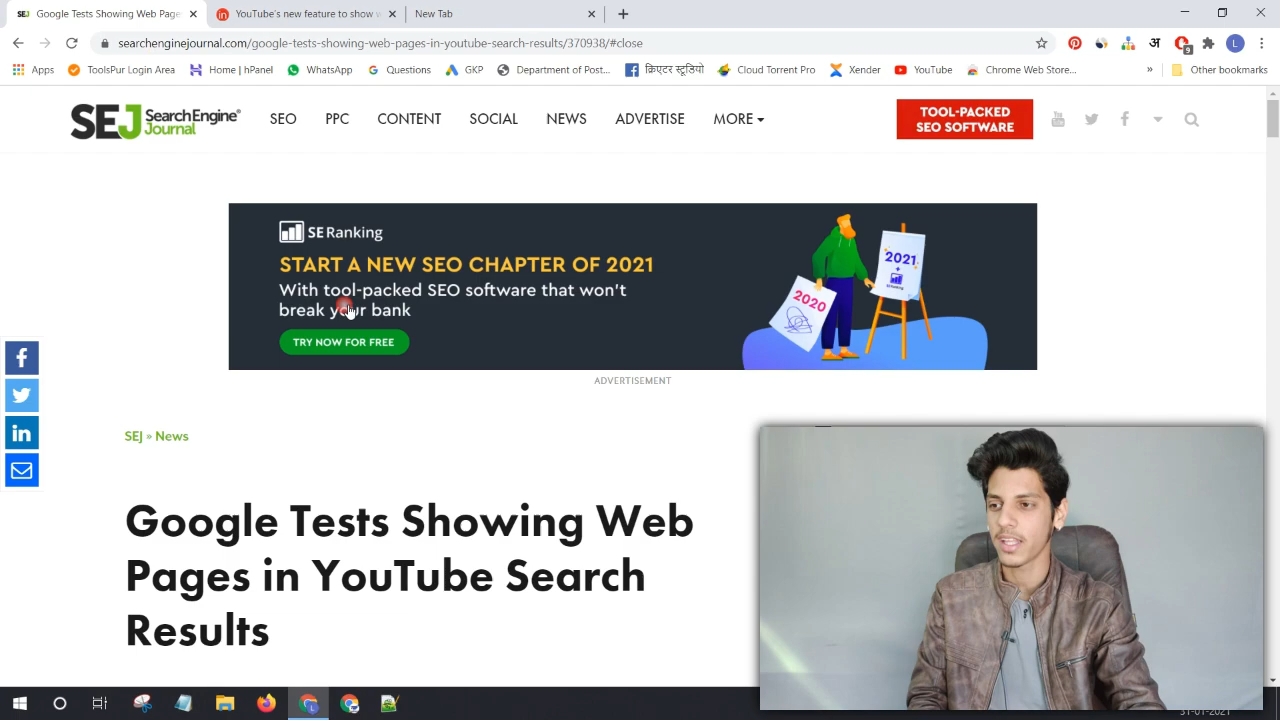 Google Tests Showing Web Page
YouTube's new feature to show v
New Tab
searchenginejournal.com/google-tests-showing-web-pages-in-youtube-search-results/370938/#close
अ
9
L
Apps
ToolsPur Login Area
Home | hPanel
WhatsApp
Questions
GKP
Department of Post...
क्रिएटर स्टूडियो
Cloud Torrent Pro
Xender
YouTube
Chrome Web Store...
»
Other bookmarks
SEJ SearchEngine
Journal
SEO
PPC
CONTENT
SOCIAL
NEWS
ADVERTISE
MORE
TOOL-PACKED
SEO SOFTWARE
SE Ranking
START A NEW SEO CHAPTER OF 2021
With tool-packed SEO software that won't
break your bank
TRY NOW FOR FREE
2020
2021
ADVERTISEMENT
SEJ » News
Google Tests Showing Web
Pages in YouTube Search
Results
31-01-2021